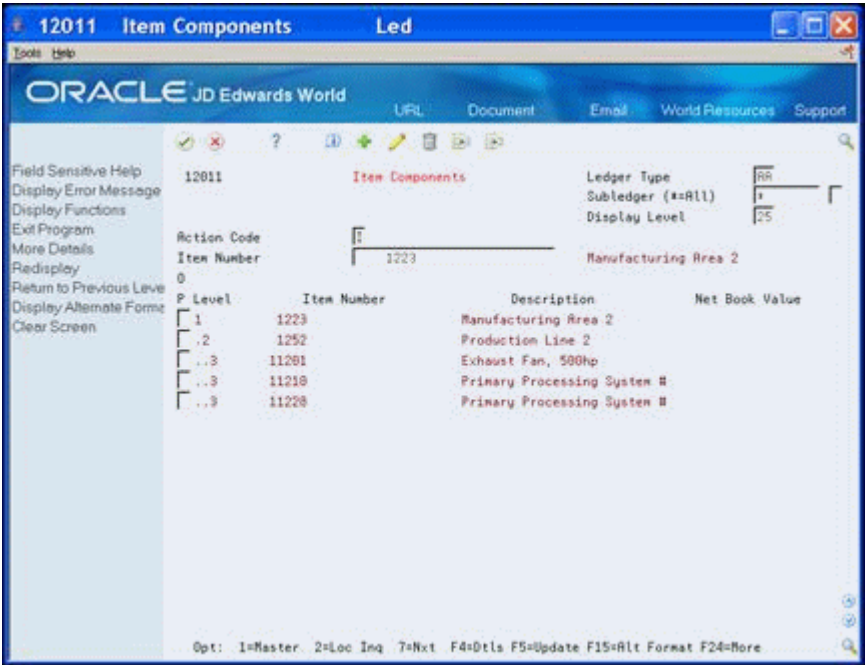 12011 Item Components Led
Tools Help
ORACLE JD Edwards World
URL Document Email World Resources Support
Field Sensitive Help
Display Error Message
Display Functions
Exit Program
More Details
Redisplay
Return to Previous Leve
Display Alternate Forma
Clear Screen
12011 Item Components Ledger Type AA
Subledger (*=All) *
Display Level 25
Action Code I
Item Number 1223 Manufacturing Area 2
0
P Level Item Number Description Net Book Value
1 1223 Manufacturing Area 2
.2 1252 Production Line 2
..3 11201 Exhaust Fan, 500hp
..3 11210 Primary Processing System #
..3 11220 Primary Processing System #
Opt: 1=Master 2=Loc Inq 7=Nxt F4=Dtls F5=Update F15=Alt Format F24=More